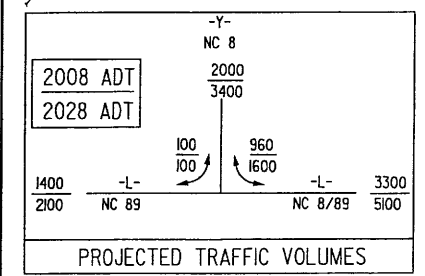 -Y-
NC 8
2000
3400
2008 ADT
2028 ADT
100
100
960
1600
1400
2100
-L-
NC 89
-L-
NC 8/89
3300
5100
PROJECTED TRAFFIC VOLUMES